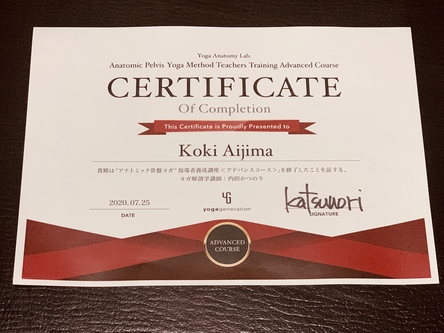 Yoga Anatomy Lab.
Anatomic Pelvis Yoga Method Teachers Training Advanced Course
CERTIFICATE
Of Completion
This Certificate is Proudly Presented to
Koki Aijima
貴殿は「アナトミック骨盤ヨガ®指導者養成講座＜アドバンスコース＞」を修了したことを証する。
ヨガ解剖学講師：内田かつのり
2020.07.25
DATE
yogageneration
Katsunori
SIGNATURE
ADVANCED
COURSE